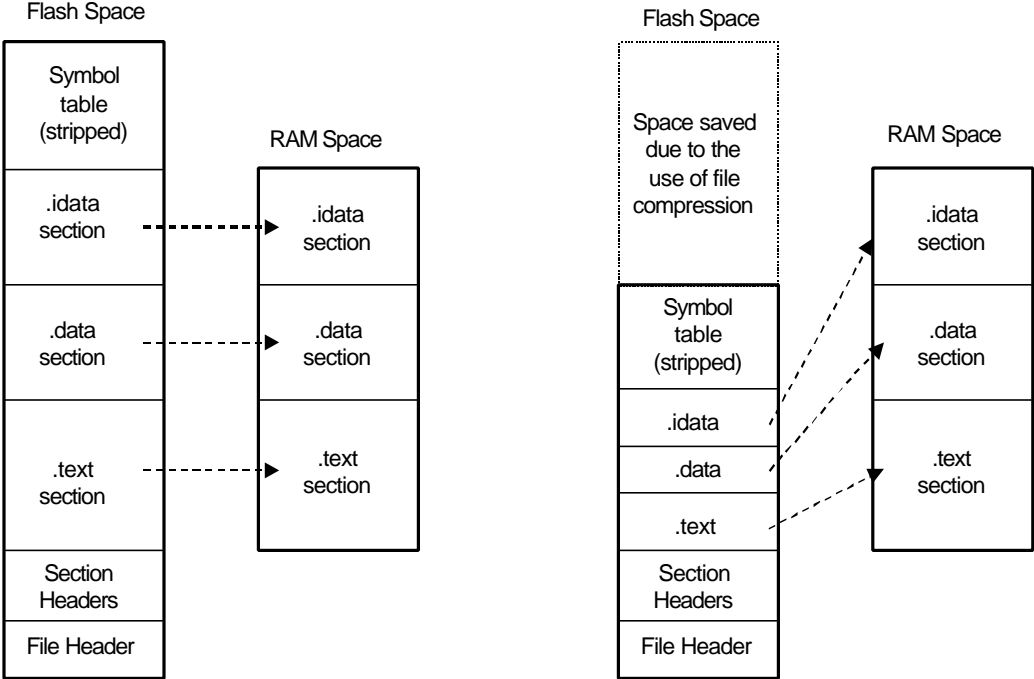 Flash Space
Symbol
table
(stripped)
.idata
section
.data
section
.text
section
Section
Headers
File Header
RAM Space
.idata
section
.data
section
.text
section
Flash Space
Space saved
due to the
use of file
compression
Symbol
table
(stripped)
.idata
.data
.text
Section
Headers
File Header
RAM Space
.idata
section
.data
section
.text
section